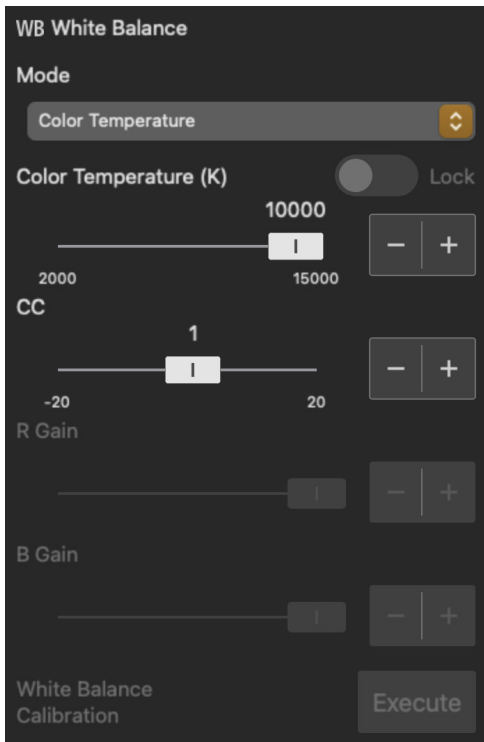 WB White Balance
Mode
Color Temperature
Color Temperature (K) Lock
10000
− +
2000 15000
CC
1
− +
-20 20
R Gain
− +
B Gain
− +
White Balance
Calibration
Execute